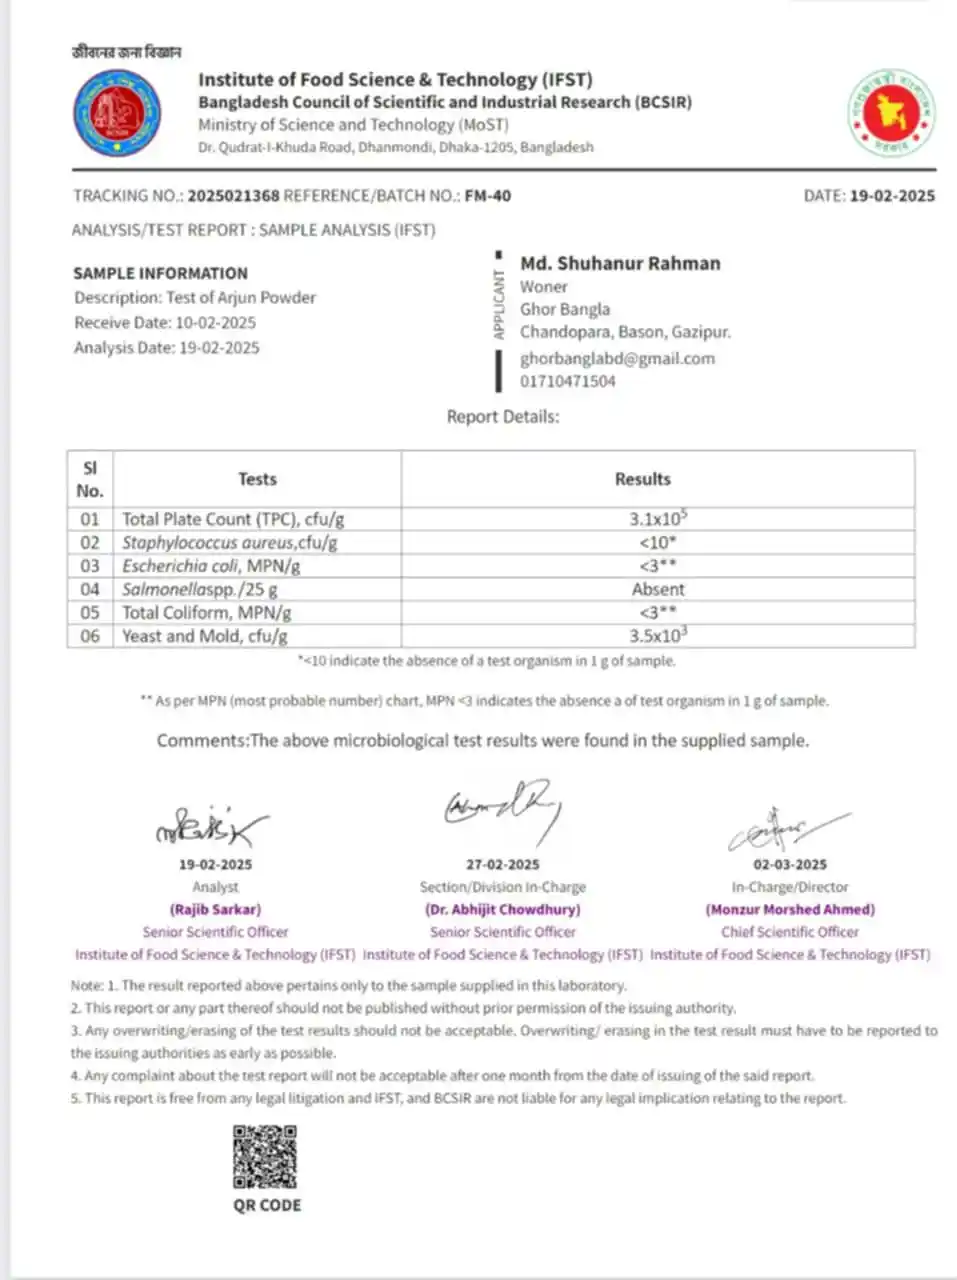 জীবনের জন্য বিজ্ঞান
Institute of Food Science & Technology (IFST)
Bangladesh Council of Scientific and Industrial Research (BCSIR)
Ministry of Science and Technology (MoST)
Dr. Qudrat-I-Khuda Road, Dhanmondi, Dhaka-1205, Bangladesh
BCSIR
TRACKING NO.: 2025021368 REFERENCE/BATCH NO.: FM-40
DATE: 19-02-2025
ANALYSIS/TEST REPORT : SAMPLE ANALYSIS (IFST)
SAMPLE INFORMATION
Description: Test of Arjun Powder
Receive Date: 10-02-2025
Analysis Date: 19-02-2025
APPLICANT
Md. Shuhanur Rahman
Woner
Ghor Bangla
Chandopara, Bason, Gazipur.
ghorbanglabd@gmail.com
01710471504
Report Details:
Sl No. Tests Results
01 Total Plate Count (TPC), cfu/g 3.1x10⁵
02 Staphylococcus aureus,cfu/g <10*
03 Escherichia coli, MPN/g <3**
04 Salmonellaspp./25 g Absent
05 Total Coliform, MPN/g <3**
06 Yeast and Mold, cfu/g 3.5x10³
*<10 indicate the absence of a test organism in 1 g of sample.
** As per MPN (most probable number) chart, MPN <3 indicates the absence a of test organism in 1 g of sample.
Comments:The above microbiological test results were found in the supplied sample.
19-02-2025
Analyst
(Rajib Sarkar)
Senior Scientific Officer
Institute of Food Science & Technology (IFST)
27-02-2025
Section/Division In-Charge
(Dr. Abhijit Chowdhury)
Senior Scientific Officer
Institute of Food Science & Technology (IFST)
02-03-2025
In-Charge/Director
(Monzur Morshed Ahmed)
Chief Scientific Officer
Institute of Food Science & Technology (IFST)
Note: 1. The result reported above pertains only to the sample supplied in this laboratory.
2. This report or any part thereof should not be published without prior permission of the issuing authority.
3. Any overwriting/erasing of the test results should not be acceptable. Overwriting/ erasing in the test result must have to be reported to
the issuing authorities as early as possible.
4. Any complaint about the test report will not be acceptable after one month from the date of issuing of the said report.
5. This report is free from any legal litigation and IFST, and BCSIR are not liable for any legal implication relating to the report.
QR CODE